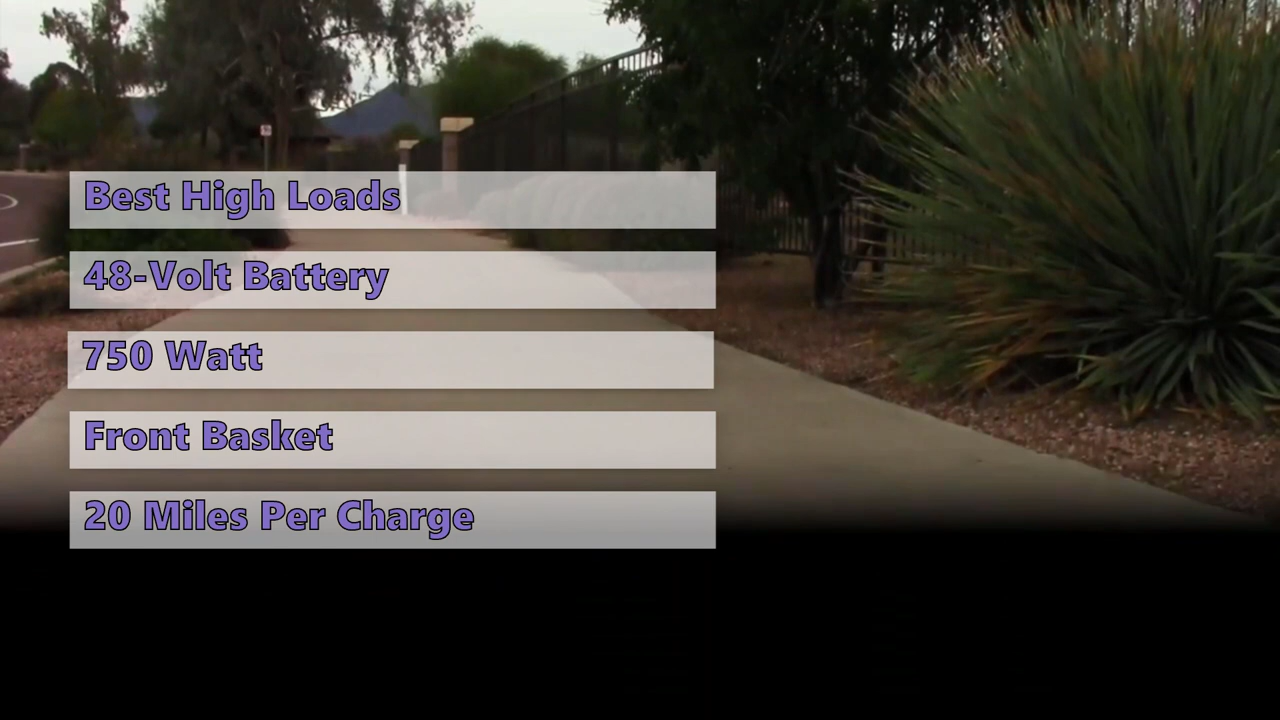 Best High Loads
48-Volt Battery
750 Watt
Front Basket
20 Miles Per Charge